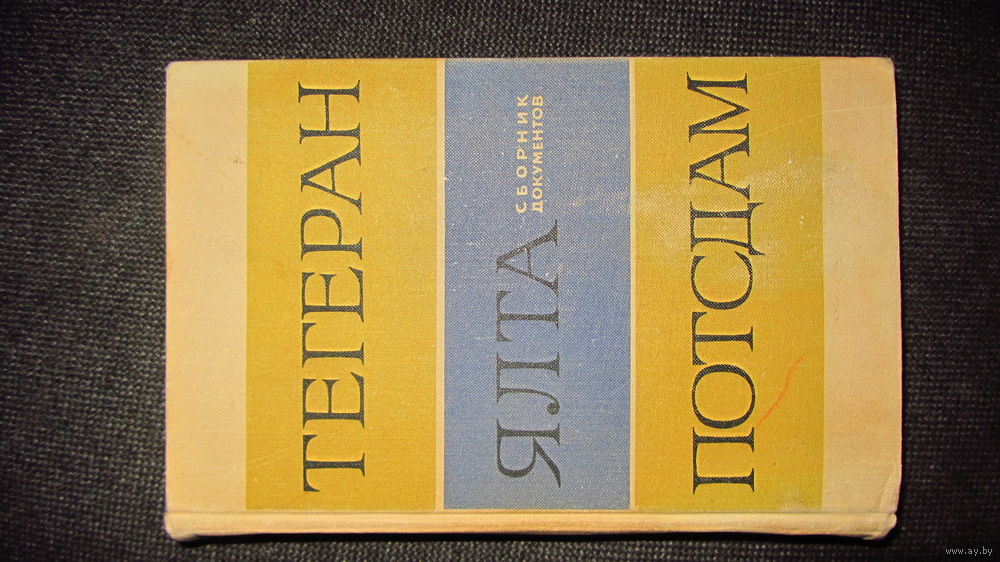 ТЕГЕРАН
ЯЛТА
СБОРНИК
ДОКУМЕНТОВ
ПОТСДАМ
www.ay.by